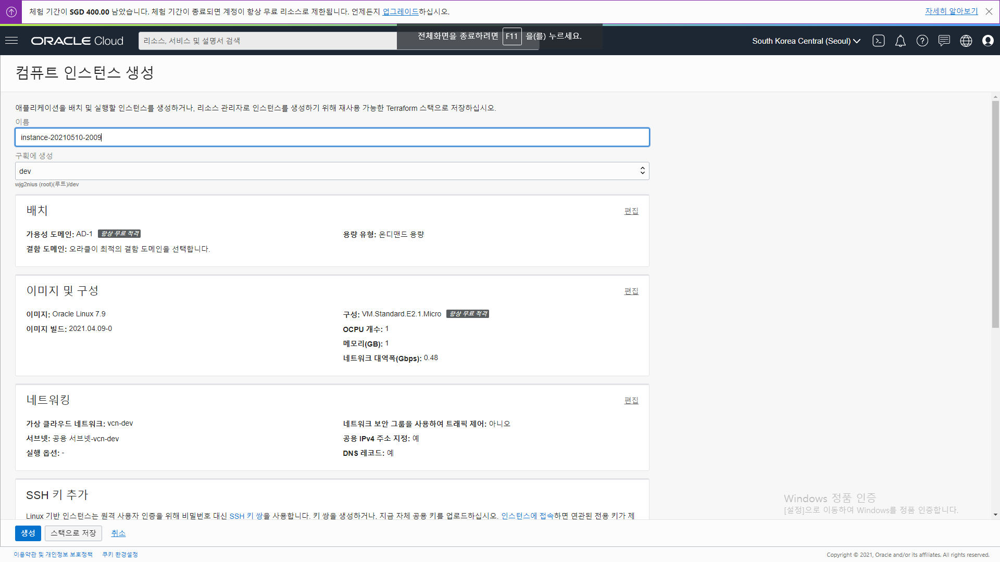 체험 기간이 SGD 400.00 남았습니다. 체험 기간이 종료되면 계정이 항상 무료 리소스로 제한됩니다. 언제든지 업그레이드하십시오.
자세히 알아보기
ORACLE Cloud
리소스, 서비스 및 설명서 검색
전체화면을 종료하려면 F11 을(를) 누르세요.
South Korea Central (Seoul)
컴퓨트 인스턴스 생성
애플리케이션을 배치 및 실행할 인스턴스를 생성하거나, 리소스 관리자로 인스턴스를 생성하기 위해 재사용 가능한 Terraform 스택으로 저장하십시오.
이름
instance-20210510-2009
구획에 생성
dev
wjg2nius (root)(루트)/dev
배치
편집
가용성 도메인: AD-1 항상 무료 적격
용량 유형: 온디맨드 용량
결함 도메인: 오라클이 최적의 결함 도메인을 선택합니다.
이미지 및 구성
편집
이미지: Oracle Linux 7.9
이미지 빌드: 2021.04.09-0
구성: VM.Standard.E2.1.Micro 항상 무료 적격
OCPU 개수: 1
메모리(GB): 1
네트워크 대역폭(Gbps): 0.48
네트워킹
편집
가상 클라우드 네트워크: vcn-dev
서브넷: 공용 서브넷-vcn-dev
실행 옵션: -
네트워크 보안 그룹을 사용하여 트래픽 제어: 아니오
공용 IPv4 주소 지정: 예
DNS 레코드: 예
SSH 키 추가
Linux 기반 인스턴스는 원격 사용자 인증을 위해 비밀번호 대신 SSH 키 쌍을 사용합니다. 키 쌍을 생성하거나, 지금 자체 공용 키를 업로드하십시오. 인스턴스에 접속하면 연관된 전용 키가 제
Windows 정품 인증
[설정]으로 이동하여 Windows를 정품 인증합니다.
생성
스택으로 저장
취소
이용약관 및 개인정보 보호정책
쿠키 환경설정
Copyright © 2021, Oracle and/or its affiliates. All rights reserved.